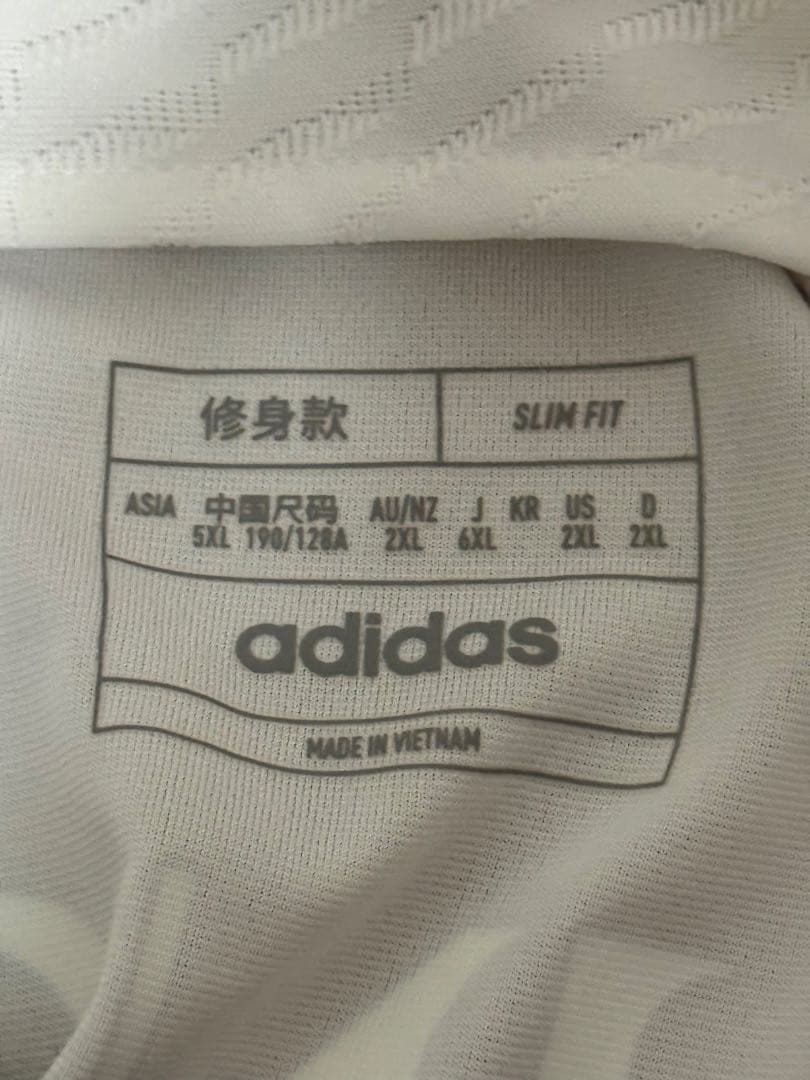 修身款 SLIM FIT
ASIA 中国尺码 AU/NZ J KR US D
5XL 190/128A 2XL 6XL 2XL 2XL
adidas
MADE IN VIETNAM